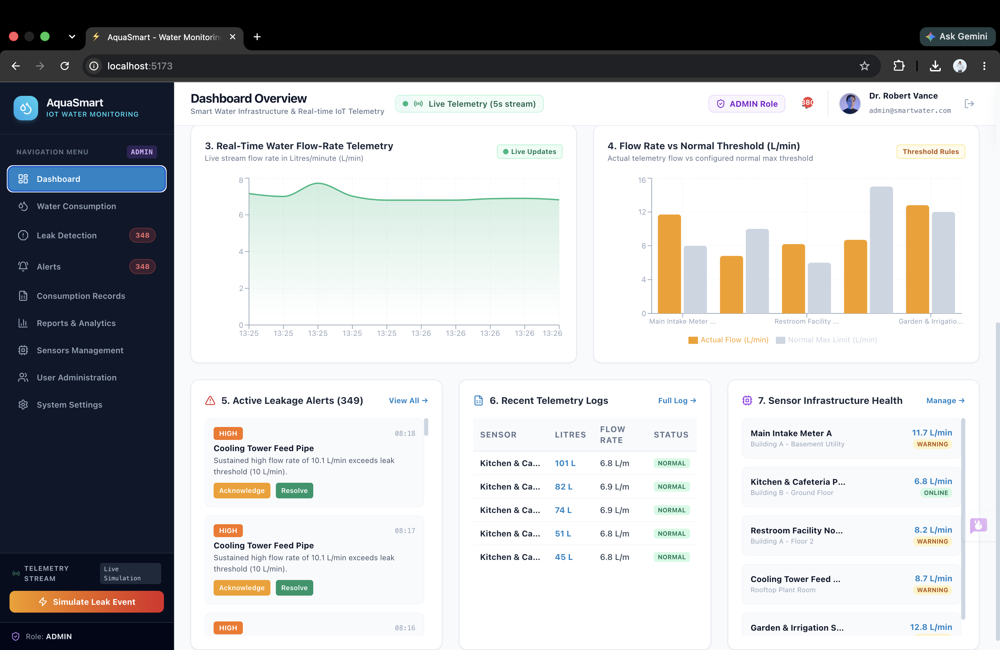 AquaSmart - Water Monitoring
Ask Gemini
localhost:5173
AquaSmart
IOT WATER MONITORING
NAVIGATION MENU
ADMIN
Dashboard
Water Consumption
Leak Detection
348
Alerts
348
Consumption Records
Reports & Analytics
Sensors Management
User Administration
System Settings
TELEMETRY
STREAM
Live
Simulation
Simulate Leak Event
Role: ADMIN
Dashboard Overview
Smart Water Infrastructure & Real-time IoT Telemetry
Live Telemetry (5s stream)
ADMIN Role
380
Dr. Robert Vance
admin@smartwater.com
3. Real-Time Water Flow-Rate Telemetry
Live stream flow rate in Litres/minute (L/min)
Live Updates
8
6
4
2
0
13:25 13:25 13:25 13:25 13:25 13:26 13:26 13:26 13:26 13:26
4. Flow Rate vs Normal Threshold (L/min)
Actual telemetry flow vs configured normal max threshold
Threshold Rules
16
12
8
4
0
Main Intake Meter ... Restroom Facility ... Garden & Irrigatio...
Actual Flow (L/min) Normal Max Limit (L/min)
5. Active Leakage Alerts (349)
View All →
HIGH 08:18
Cooling Tower Feed Pipe
Sustained high flow rate of 10.1 L/min exceeds leak
threshold (10 L/min).
Acknowledge Resolve
HIGH 08:17
Cooling Tower Feed Pipe
Sustained high flow rate of 10.1 L/min exceeds leak
threshold (10 L/min).
Acknowledge Resolve
HIGH 08:16
6. Recent Telemetry Logs
Full Log →
SENSOR LITRES FLOW RATE STATUS
Kitchen & Ca... 101 L 6.8 L/m NORMAL
Kitchen & Ca... 82 L 6.9 L/m NORMAL
Kitchen & Ca... 74 L 6.9 L/m NORMAL
Kitchen & Ca... 51 L 6.8 L/m NORMAL
Kitchen & Ca... 45 L 6.8 L/m NORMAL
7. Sensor Infrastructure Health
Manage →
Main Intake Meter A 11.7 L/min
Building A - Basement Utility WARNING
Kitchen & Cafeteria P... 6.8 L/min
Building B - Ground Floor ONLINE
Restroom Facility No... 8.2 L/min
Building A - Floor 2 WARNING
Cooling Tower Feed ... 8.7 L/min
Rooftop Plant Room WARNING
Garden & Irrigation S... 12.8 L/min